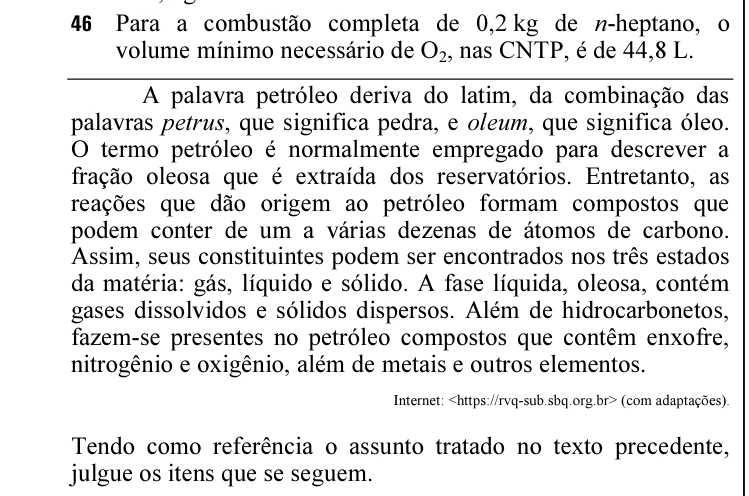 46 Para a combustão completa de 0,2 kg de n-heptano, o
volume mínimo necessário de O₂, nas CNTP, é de 44,8 L.
A palavra petróleo deriva do latim, da combinação das
palavras petrus, que significa pedra, e oleum, que significa óleo.
O termo petróleo é normalmente empregado para descrever a
fração oleosa que é extraída dos reservatórios. Entretanto, as
reações que dão origem ao petróleo formam compostos que
podem conter de um a várias dezenas de átomos de carbono.
Assim, seus constituintes podem ser encontrados nos três estados
da matéria: gás, líquido e sólido. A fase líquida, oleosa, contém
gases dissolvidos e sólidos dispersos. Além de hidrocarbonetos,
fazem-se presentes no petróleo compostos que contêm enxofre,
nitrogênio e oxigênio, além de metais e outros elementos.
Internet: <https://rvq-sub.sbq.org.br> (com adaptações).
Tendo como referência o assunto tratado no texto precedente,
julgue os itens que se seguem.